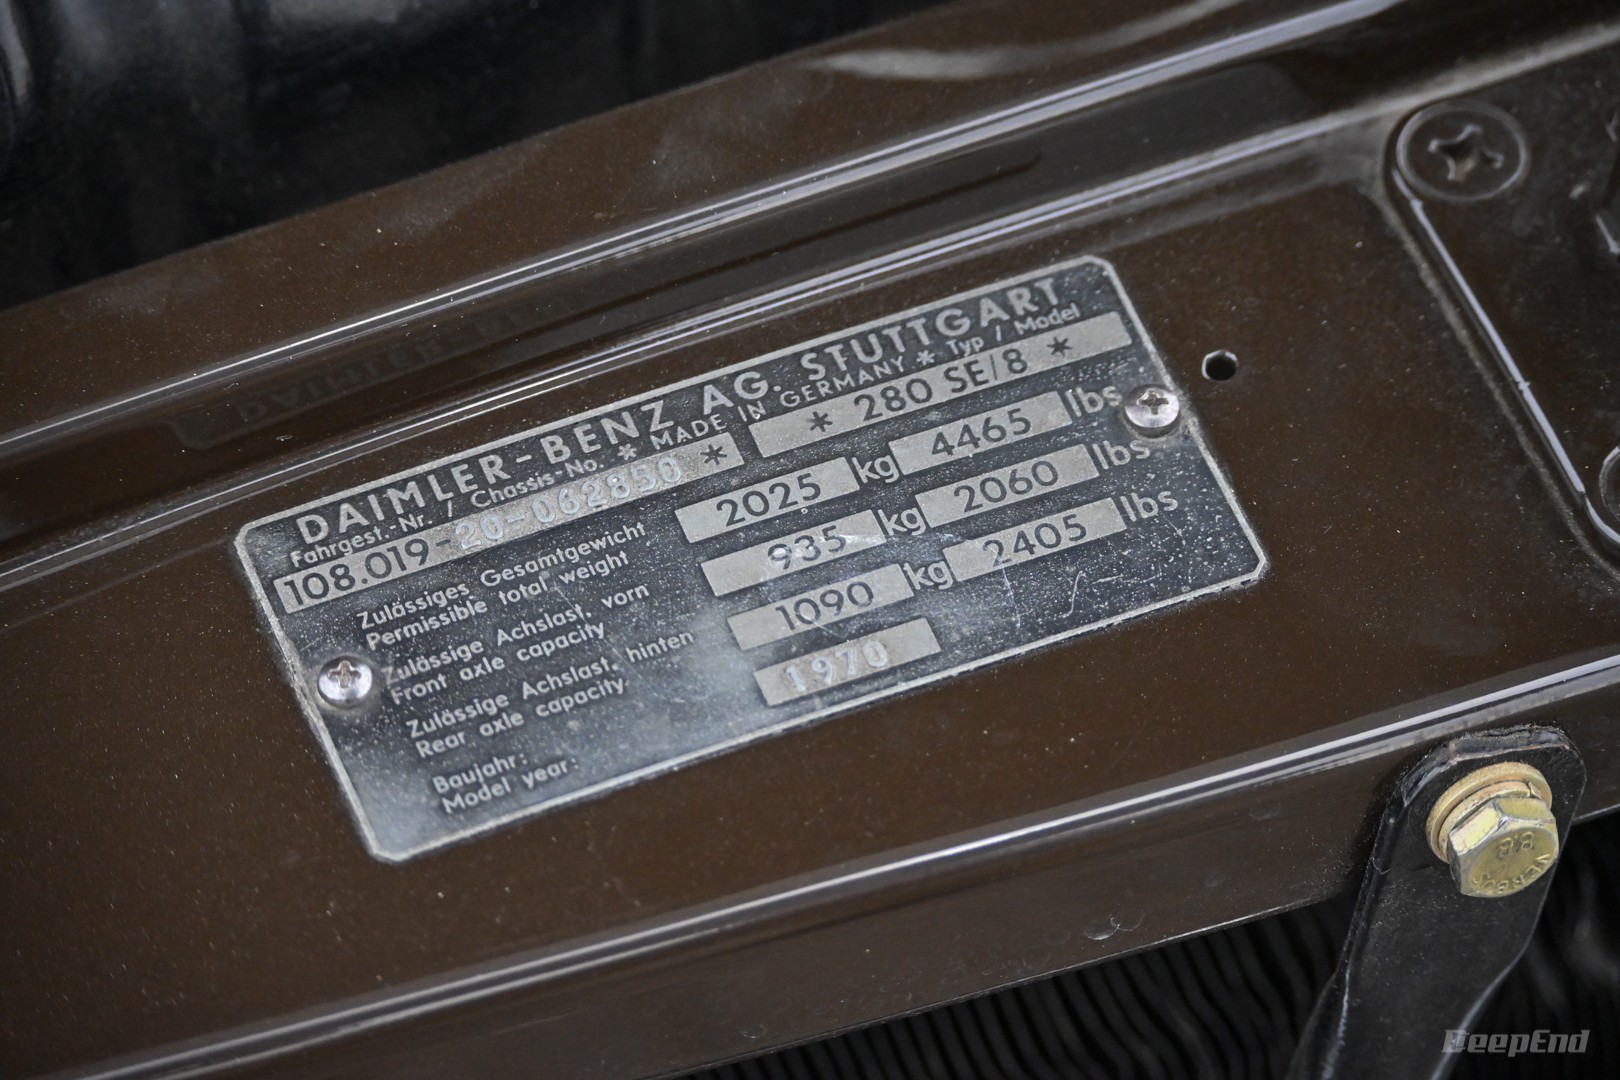 DAIMLER-BENZ AG. STUTTGART
Fahrgest.-Nr. / Chassis-No. * MADE IN GERMANY * Typ / Model
108.019-20-062850 * * 280 SE/8 *
Zulässiges Gesamtgewicht
Permissible total weight
2025 kg 4465 lbs
Zulässige Achslast, vorn
Front axle capacity
935 kg 2060 lbs
Zulässige Achslast, hinten
Rear axle capacity
1090 kg 2405 lbs
Baujahr:
Model year:
1970
8.8
DeepEnd